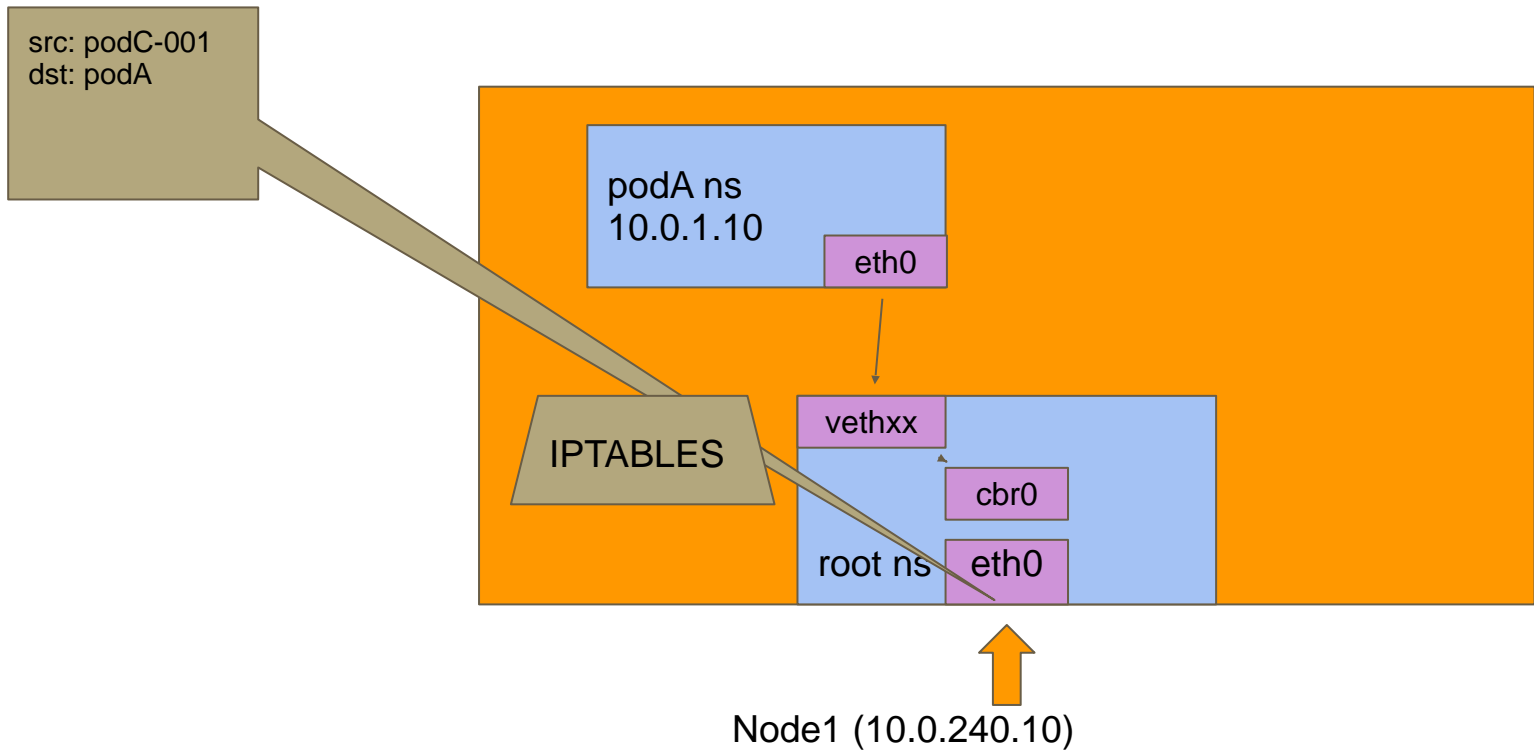 src: podC-001
dst: podA
podA ns
10.0.1.10
eth0
vethxx
IPTABLES
cbr0
root ns
eth0
Node1 (10.0.240.10)